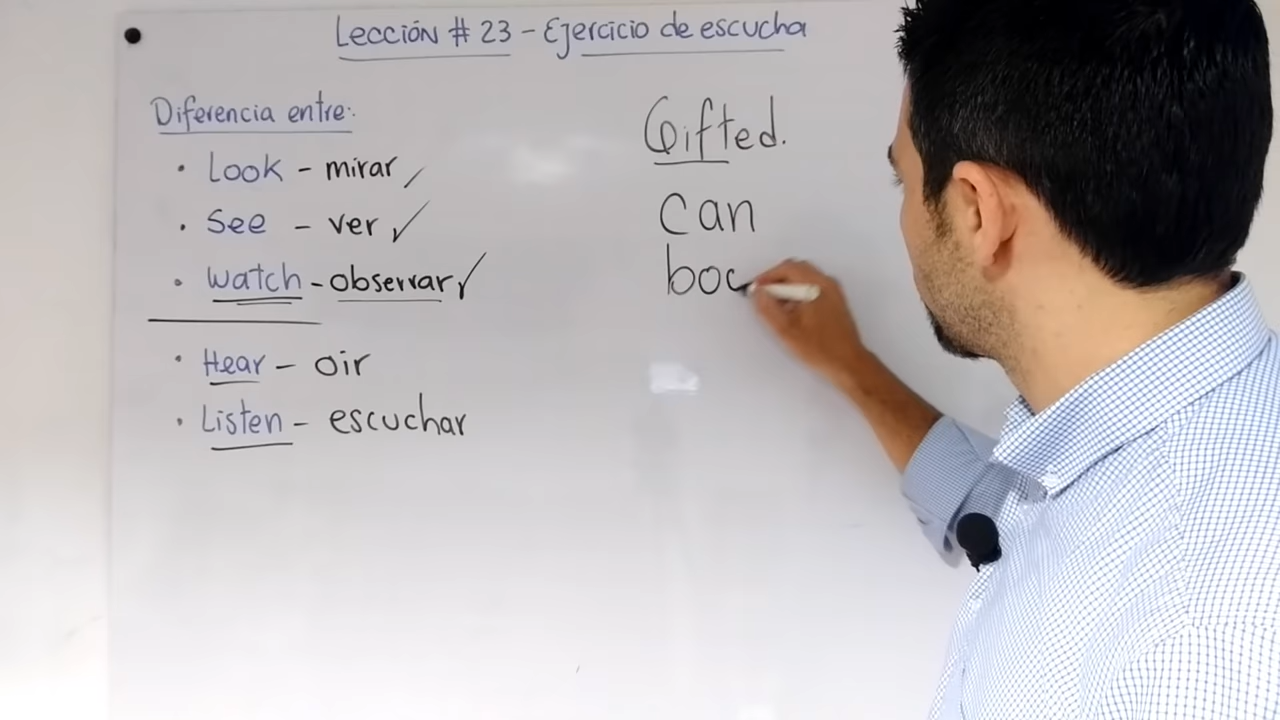 Lección # 23 - Ejercicio de escucha
Diferencia entre:
• Look - mirar
• See - ver ✓
• Watch - observar ✓
• Hear - oir
• Listen - escuchar
Gifted.
can